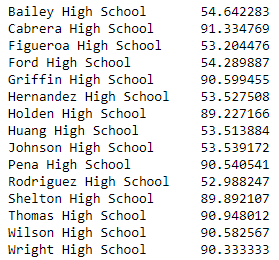 Bailey High School 54.642283
Cabrera High School 91.334769
Figueroa High School 53.204476
Ford High School 54.289887
Griffin High School 90.599455
Hernandez High School 53.527508
Holden High School 89.227166
Huang High School 53.513884
Johnson High School 53.539172
Pena High School 90.540541
Rodriguez High School 52.988247
Shelton High School 89.892107
Thomas High School 90.948012
Wilson High School 90.582567
Wright High School 90.333333